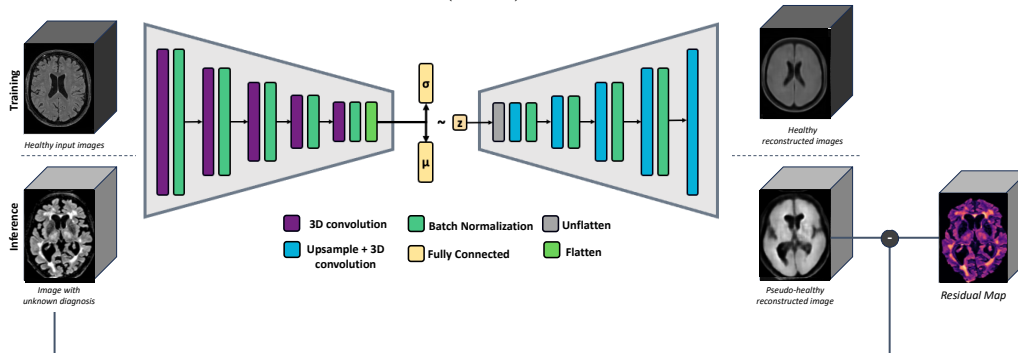 Training
Healthy input images
Inference
Image with
unknown diagnosis
σ
μ
~
z
3D convolution
Batch Normalization
Unflatten
Upsample + 3D
convolution
Fully Connected
Flatten
Healthy
reconstructed images
Pseudo-healthy
reconstructed image
-
Residual Map